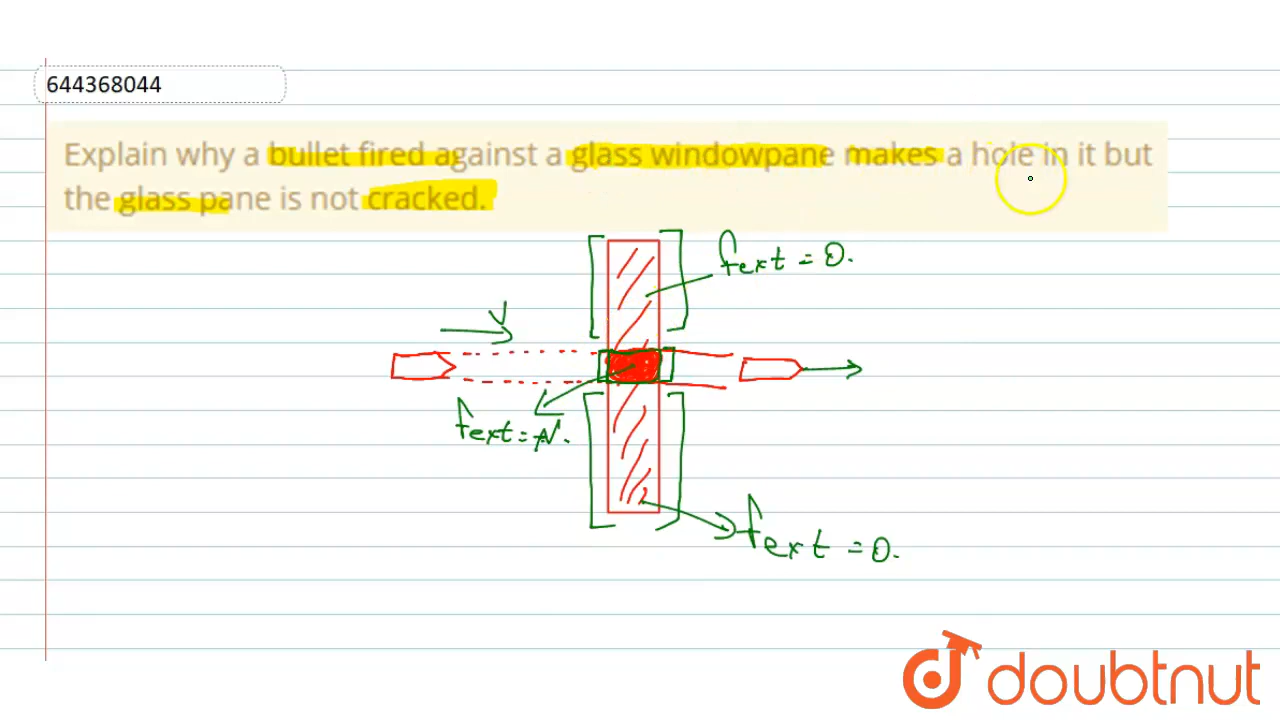 644368044
Explain why a bullet fired against a glass windowpane makes a hole in it but
the glass pane is not cracked.
fext = 0.
V
fext = N.
fext = 0.
doubtnut